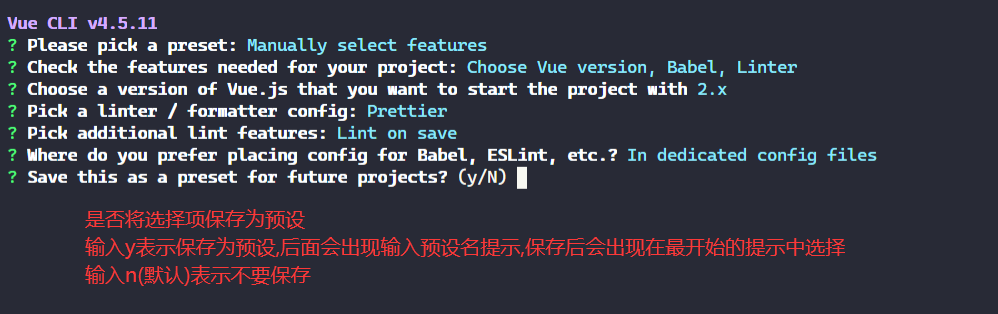 Vue CLI v4.5.11
? Please pick a preset: Manually select features
? Check the features needed for your project: Choose Vue version, Babel, Linter
? Choose a version of Vue.js that you want to start the project with 2.x
? Pick a linter / formatter config: Prettier
? Pick additional lint features: Lint on save
? Where do you prefer placing config for Babel, ESLint, etc.? In dedicated config files
? Save this as a preset for future projects? (y/N)
是否将选择项保存为预设
输入y表示保存为预设,后面会出现输入预设名提示,保存后会出现在最开始的提示中选择
输入n(默认)表示不要保存